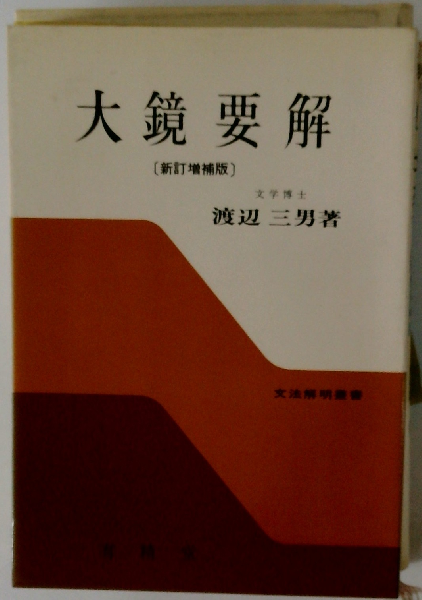 大鏡要解
〔新訂増補版〕
文学博士
渡辺三男著
文法解明叢書